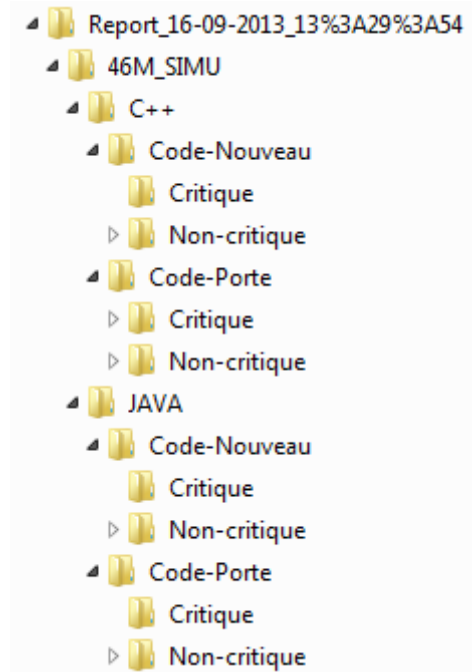 Report_16-09-2013_13%3A29%3A54
46M_SIMU
C++
Code-Nouveau
Critique
Non-critique
Code-Porte
Critique
Non-critique
JAVA
Code-Nouveau
Critique
Non-critique
Code-Porte
Critique
Non-critique